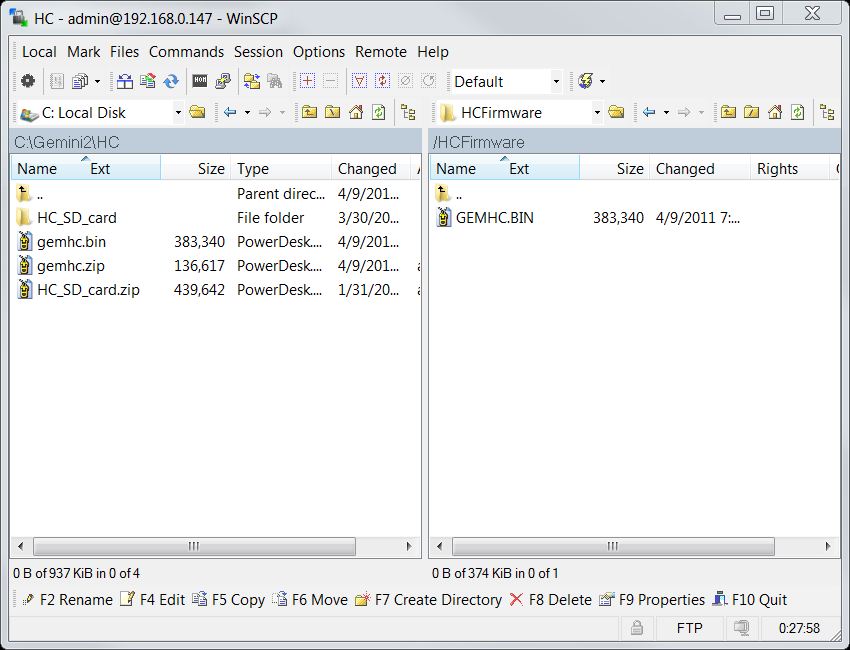 HC - admin@192.168.0.147 - WinSCP
Local Mark Files Commands Session Options Remote Help
Default
C: Local Disk
HCFirmware
C:\Gemini2\HC
Name Ext Size Type Changed
.. Parent direc... 4/9/201...
HC_SD_card File folder 3/30/20...
gemhc.bin 383,340 PowerDesk.... 4/9/201...
gemhc.zip 136,617 PowerDesk.... 4/9/201...
HC_SD_card.zip 439,642 PowerDesk.... 1/31/20...
0 B of 937 KiB in 0 of 4
/HCFirmware
Name Ext Size Changed Rights
..
GEMHC.BIN 383,340 4/9/2011 7:...
0 B of 374 KiB in 0 of 1
F2 Rename F4 Edit F5 Copy F6 Move F7 Create Directory F8 Delete F9 Properties F10 Quit
FTP 0:27:58